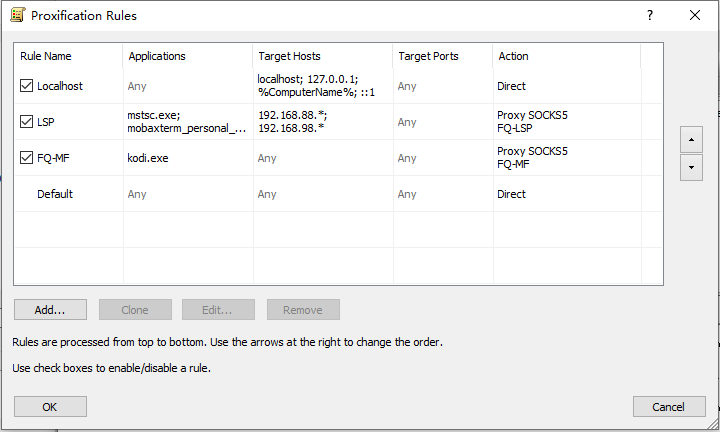 Proxification Rules
Rule Name Applications Target Hosts Target Ports Action
Localhost Any localhost; 127.0.0.1; %ComputerName%; ::1 Any Direct
LSP mstsc.exe; mobaxterm_personal_... 192.168.88.*; 192.168.98.* Any Proxy SOCKS5 FQ-LSP
FQ-MF kodi.exe Any Any Proxy SOCKS5 FQ-MF
Default Any Any Any Direct
Add... Clone Edit... Remove
Rules are processed from top to bottom. Use the arrows at the right to change the order.
Use check boxes to enable/disable a rule.
OK Cancel